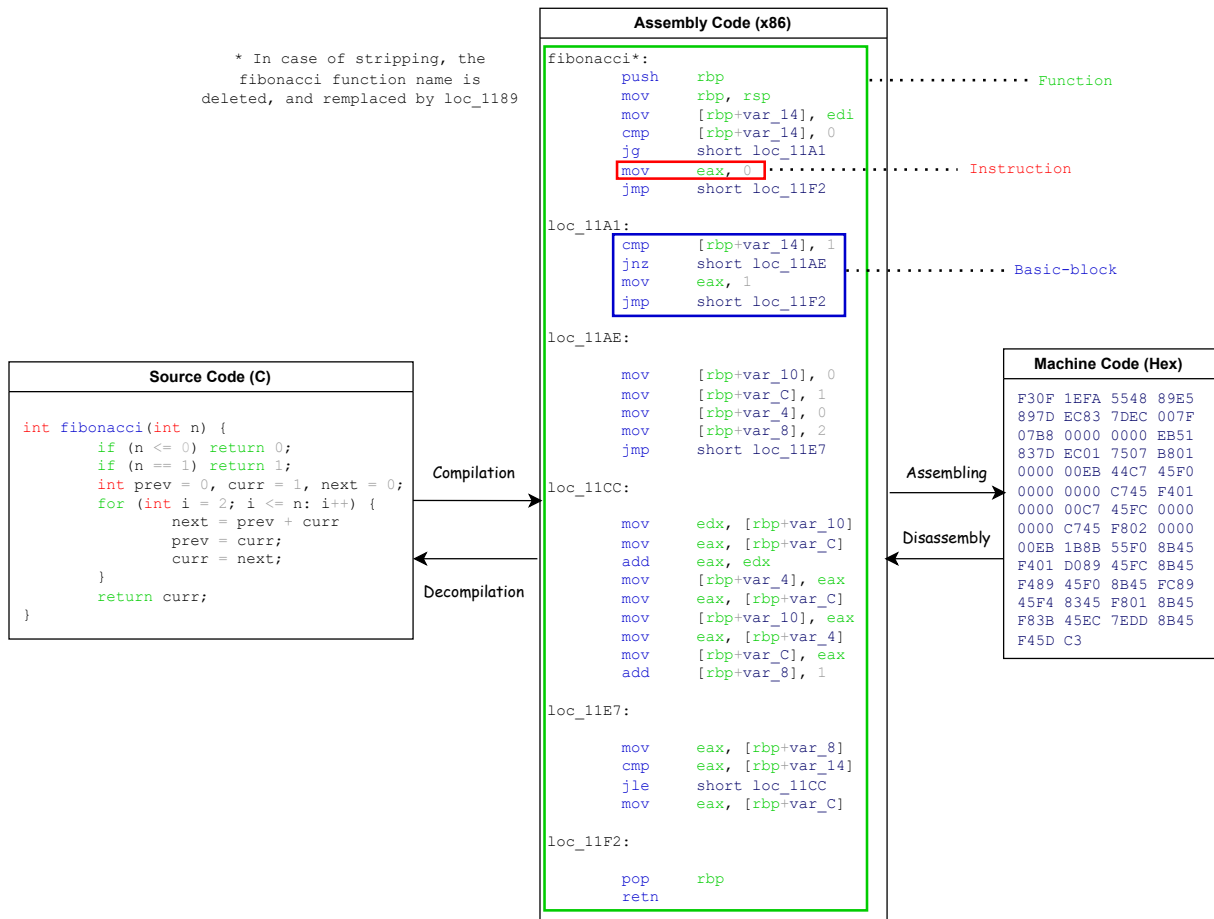 * In case of stripping, the
fibonacci function name is
deleted, and remplaced by loc_1189
Source Code (C)
int fibonacci(int n) {
if (n <= 0) return 0;
if (n == 1) return 1;
int prev = 0, curr = 1, next = 0;
for (int i = 2; i <= n: i++) {
next = prev + curr
prev = curr;
curr = next;
}
return curr;
}
Compilation
Decompilation
Assembly Code (x86)
fibonacci*:
push rbp
mov rbp, rsp
mov [rbp+var_14], edi
cmp [rbp+var_14], 0
jg short loc_11A1
mov eax, 0
jmp short loc_11F2
loc_11A1:
cmp [rbp+var_14], 1
jnz short loc_11AE
mov eax, 1
jmp short loc_11F2
loc_11AE:
mov [rbp+var_10], 0
mov [rbp+var_C], 1
mov [rbp+var_4], 0
mov [rbp+var_8], 2
jmp short loc_11E7
loc_11CC:
mov edx, [rbp+var_10]
mov eax, [rbp+var_C]
add eax, edx
mov [rbp+var_4], eax
mov eax, [rbp+var_C]
mov [rbp+var_10], eax
mov eax, [rbp+var_4]
mov [rbp+var_C], eax
add [rbp+var_8], 1
loc_11E7:
mov eax, [rbp+var_8]
cmp eax, [rbp+var_14]
jle short loc_11CC
mov eax, [rbp+var_C]
loc_11F2:
pop rbp
retn
Function
Instruction
Basic-block
Assembling
Disassembly
Machine Code (Hex)
F30F 1EFA 5548 89E5
897D EC83 7DEC 007F
07B8 0000 0000 EB51
837D EC01 7507 B801
0000 00EB 44C7 45F0
0000 0000 C745 F401
0000 00C7 45FC 0000
0000 C745 F802 0000
00EB 1B8B 55F0 8B45
F401 D089 45FC 8B45
F489 45F0 8B45 FC89
45F4 8345 F801 8B45
F83B 45EC 7EDD 8B45
F45D C3